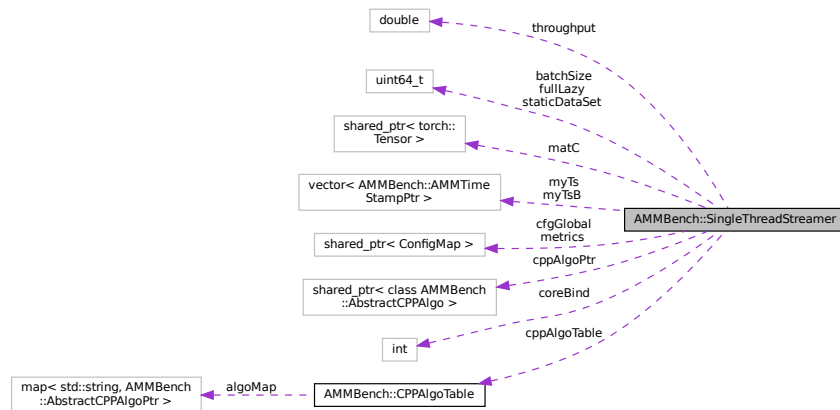 double
throughput
uint64_t
batchSize
fullLazy
staticDataSet
shared_ptr< torch::
Tensor >
matC
vector< AMMBench::AMMTime
StampPtr >
myTs
myTsB
AMMBench::SingleThreadStreamer
shared_ptr< ConfigMap >
cfgGlobal
metrics
shared_ptr< class AMMBench
::AbstractCPPAlgo >
cppAlgoPtr
int
coreBind
cppAlgoTable
map< std::string, AMMBench
::AbstractCPPAlgoPtr >
algoMap
AMMBench::CPPAlgoTable